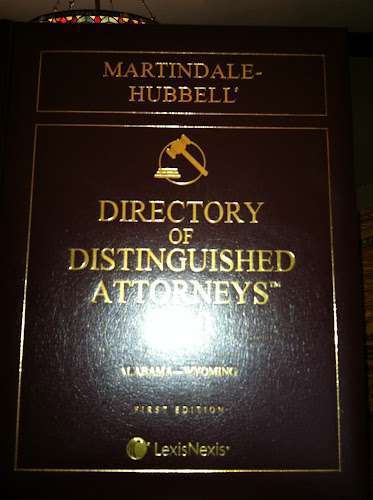 MARTINDALE-
HUBBELL®
DIRECTORY
OF
DISTINGUISHED
ATTORNEYS™
ALABAMA—WYOMING
FIRST EDITION
LexisNexis®